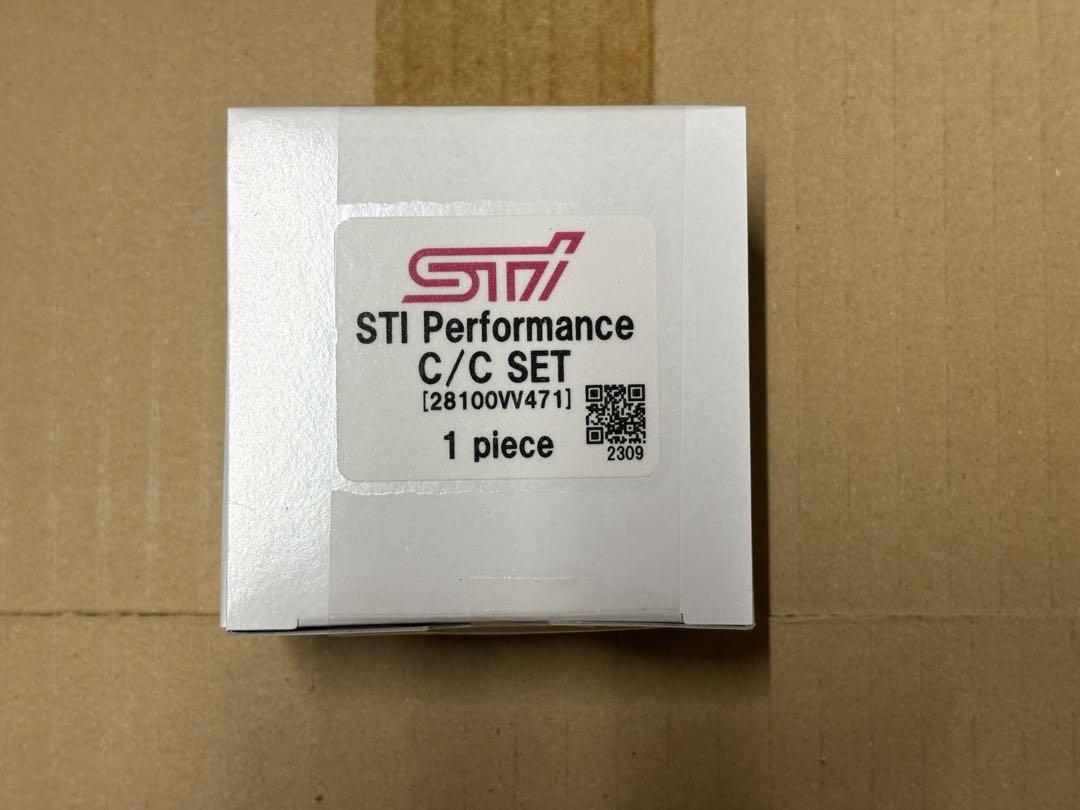 STI
STI Performance
C/C SET
[28100VV471]
1 piece
2309